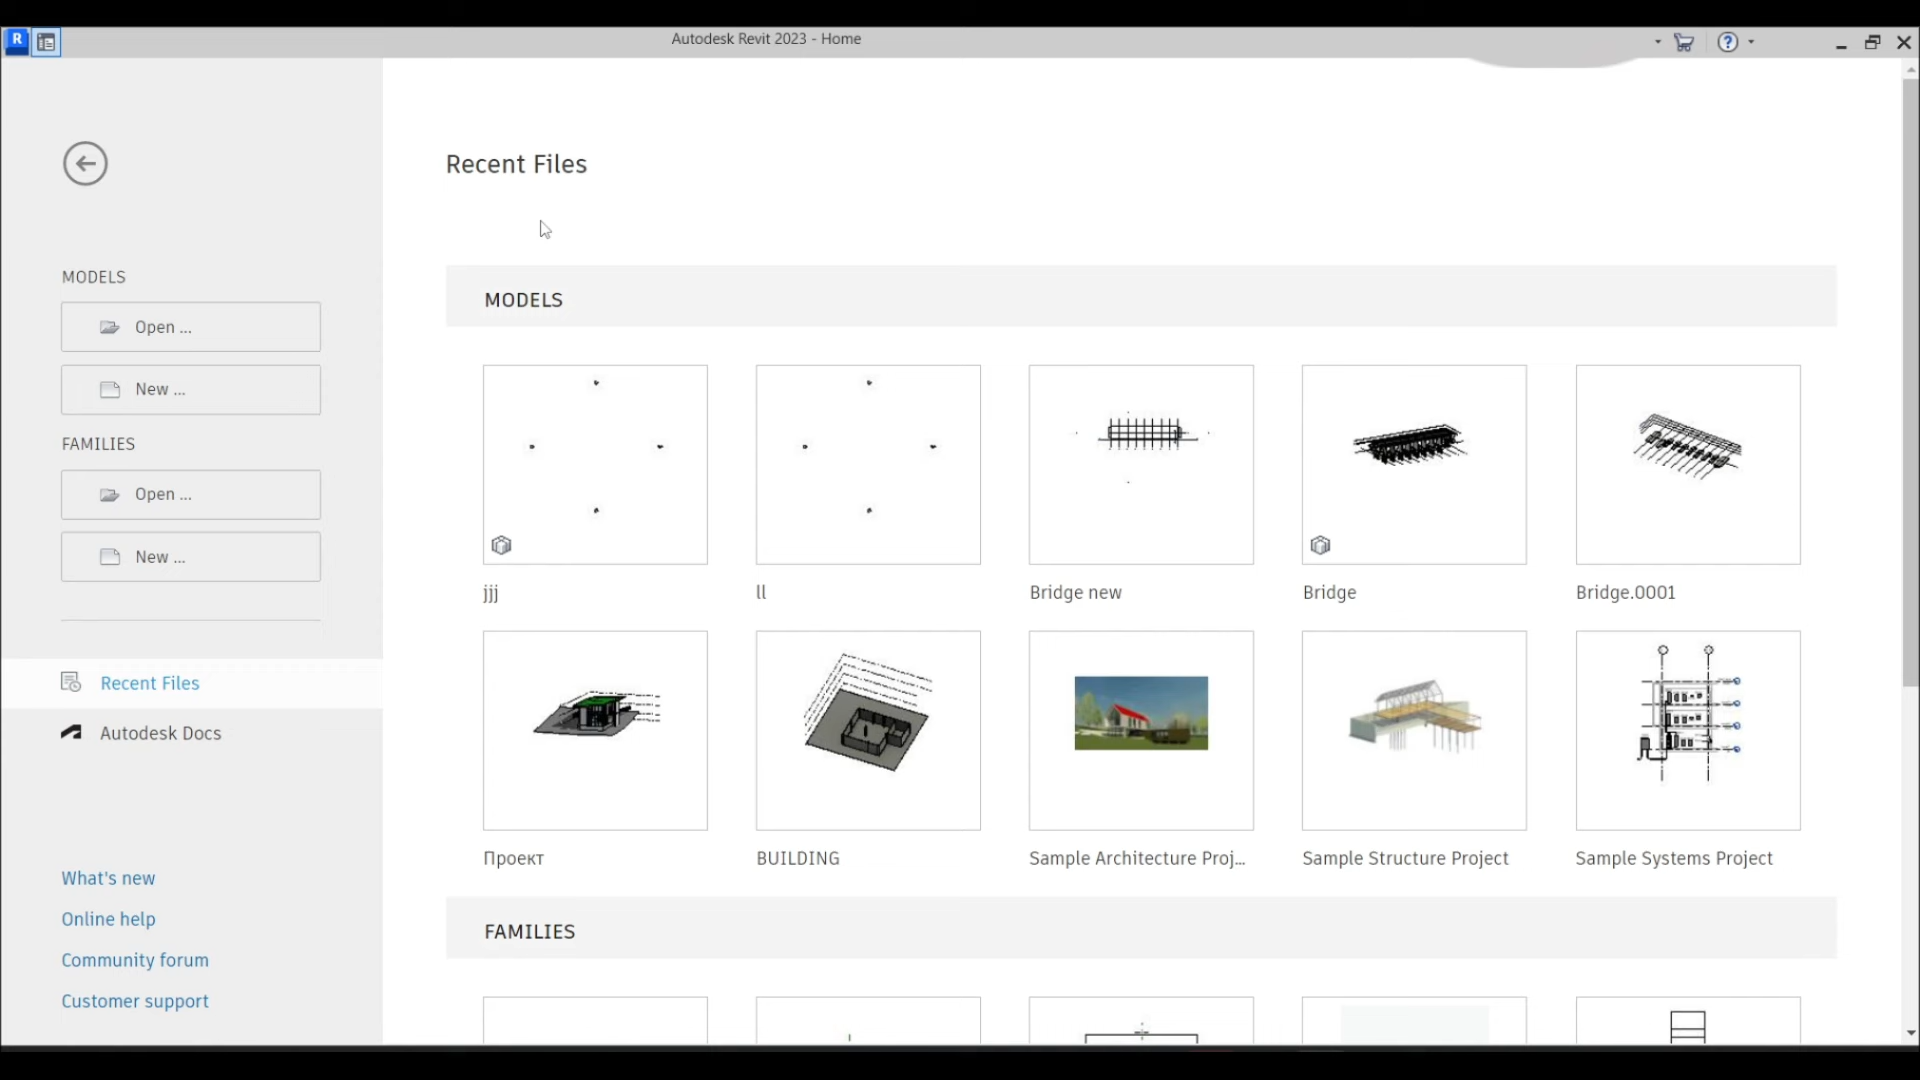 R
Autodesk Revit 2023 - Home
?
Recent Files
MODELS
Open ...
New ...
FAMILIES
Open ...
New ...
Recent Files
Autodesk Docs
What's new
Online help
Community forum
Customer support
MODELS
jjj
ll
Bridge new
Bridge
Bridge.0001
Проект
BUILDING
Sample Architecture Proj...
Sample Structure Project
Sample Systems Project
FAMILIES